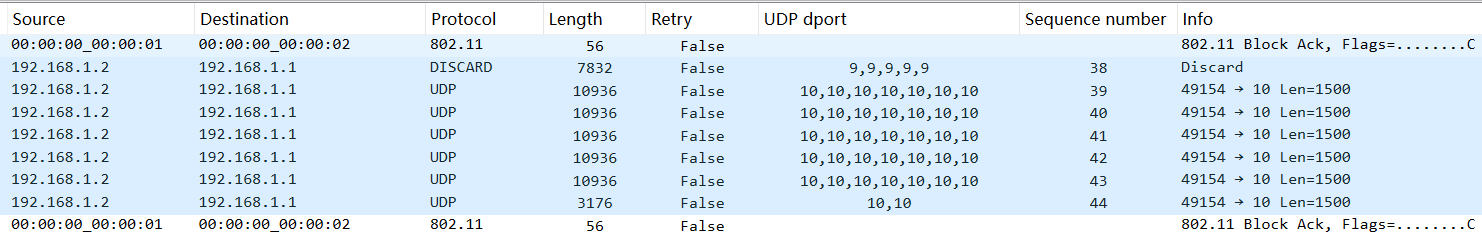 Source Destination Protocol Length Retry UDP dport Sequence number Info
00:00:00_00:00:01 00:00:00_00:00:02 802.11 56 False 802.11 Block Ack, Flags=........C
192.168.1.2 192.168.1.1 DISCARD 7832 False 9,9,9,9,9 38 Discard
192.168.1.2 192.168.1.1 UDP 10936 False 10,10,10,10,10,10,10 39 49154 → 10 Len=1500
192.168.1.2 192.168.1.1 UDP 10936 False 10,10,10,10,10,10,10 40 49154 → 10 Len=1500
192.168.1.2 192.168.1.1 UDP 10936 False 10,10,10,10,10,10,10 41 49154 → 10 Len=1500
192.168.1.2 192.168.1.1 UDP 10936 False 10,10,10,10,10,10,10 42 49154 → 10 Len=1500
192.168.1.2 192.168.1.1 UDP 10936 False 10,10,10,10,10,10,10 43 49154 → 10 Len=1500
192.168.1.2 192.168.1.1 UDP 3176 False 10,10 44 49154 → 10 Len=1500
00:00:00_00:00:01 00:00:00_00:00:02 802.11 56 False 802.11 Block Ack, Flags=........C